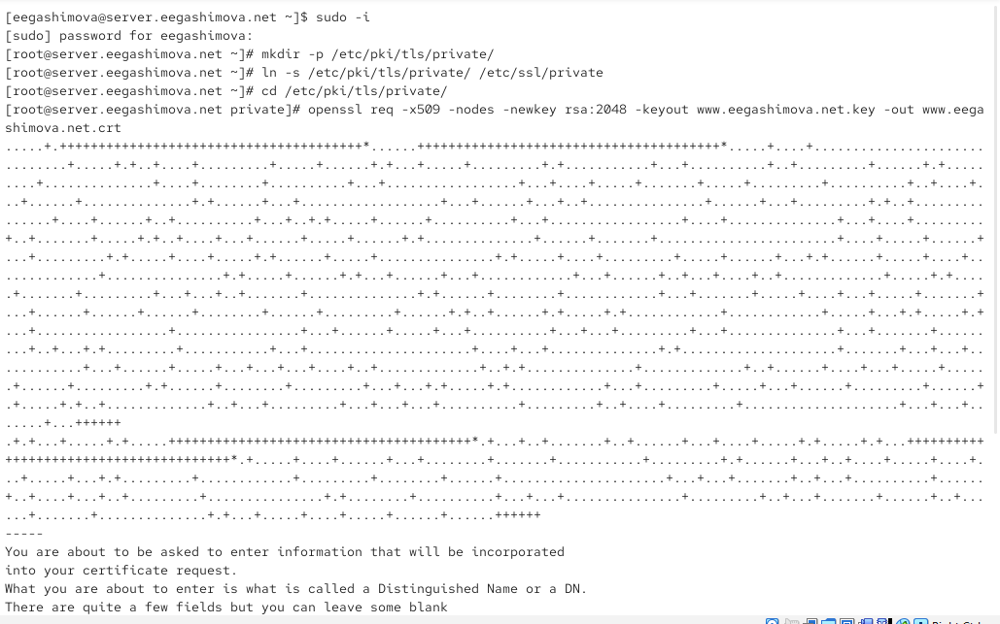 [eegashimova@server.eegashimova.net ~]$ sudo -i
[sudo] password for eegashimova:
[root@server.eegashimova.net ~]# mkdir -p /etc/pki/tls/private/
[root@server.eegashimova.net ~]# ln -s /etc/pki/tls/private/ /etc/ssl/private
[root@server.eegashimova.net ~]# cd /etc/pki/tls/private/
[root@server.eegashimova.net private]# openssl req -x509 -nodes -newkey rsa:2048 -keyout www.eegashimova.net.key -out www.eega
shimova.net.crt
-----
You are about to be asked to enter information that will be incorporated
into your certificate request.
What you are about to enter is what is called a Distinguished Name or a DN.
There are quite a few fields but you can leave some blank